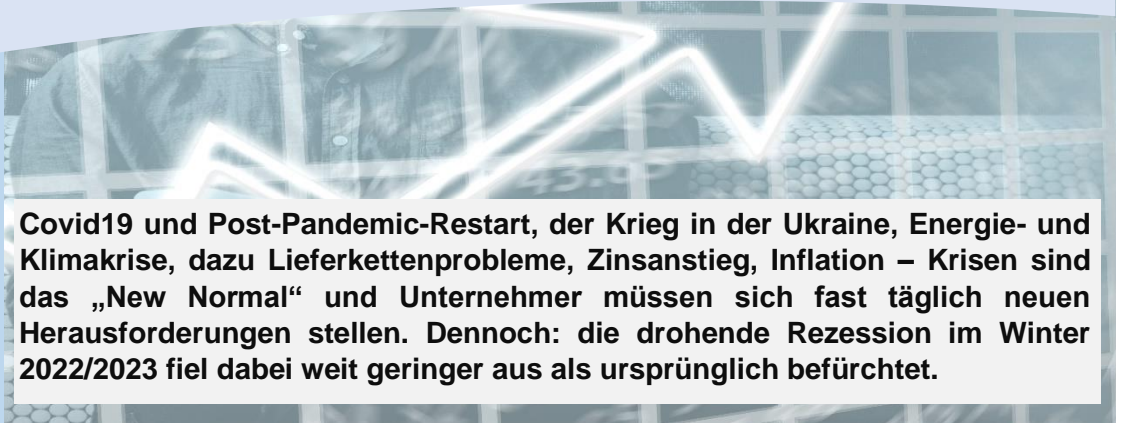 43.05
Covid19 und Post-Pandemic-Restart, der Krieg in der Ukraine, Energie- und
Klimakrise, dazu Lieferkettenprobleme, Zinsanstieg, Inflation – Krisen sind
das „New Normal“ und Unternehmer müssen sich fast täglich neuen
Herausforderungen stellen. Dennoch: die drohende Rezession im Winter
2022/2023 fiel dabei weit geringer aus als ursprünglich befürchtet.